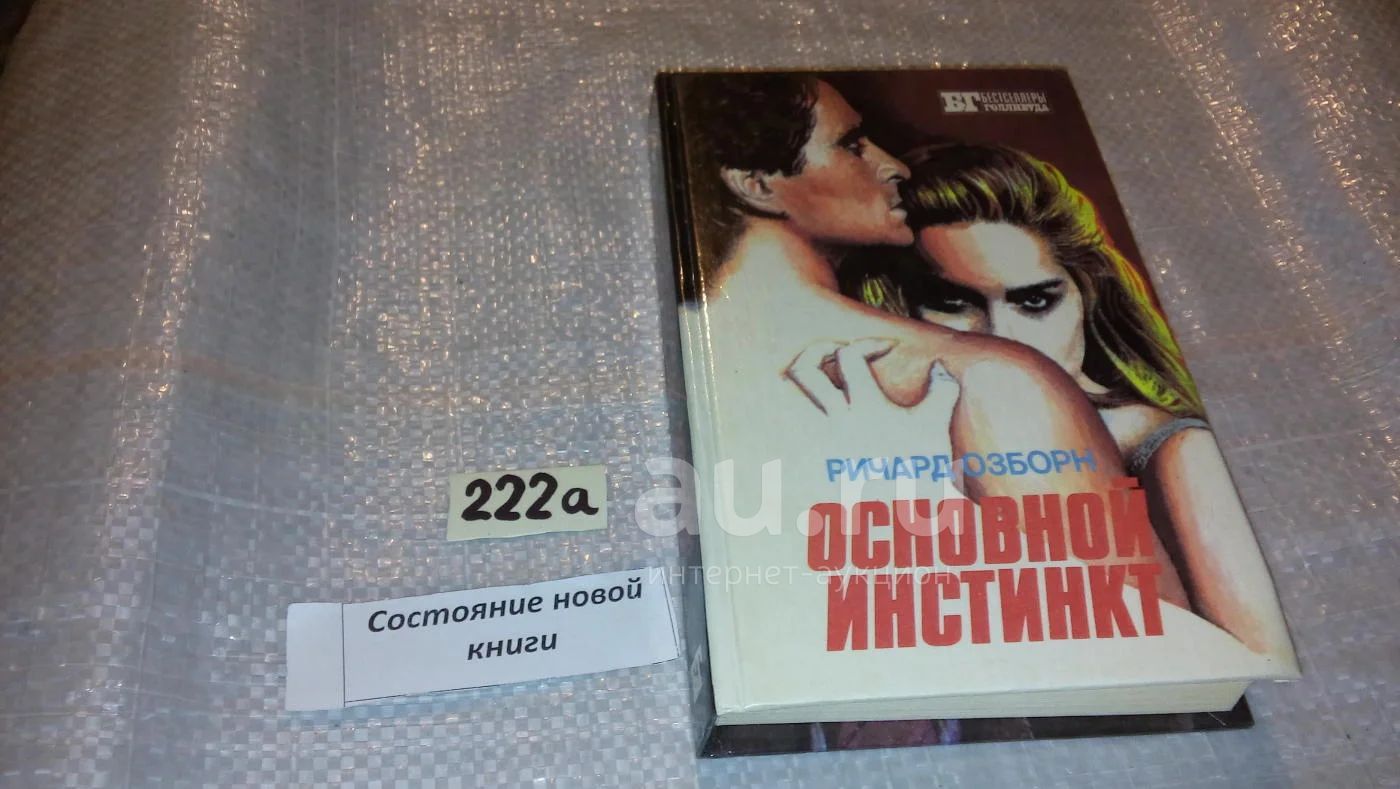 БГ БЕСТСЕЛЛЕРЫ
ГОЛЛИВУДА
РИЧАРД ОЗБОРН
ОСНОВНОЙ
ИНСТИНКТ
222а
Состояние новой
книги
au.ru
интернет-аукцион